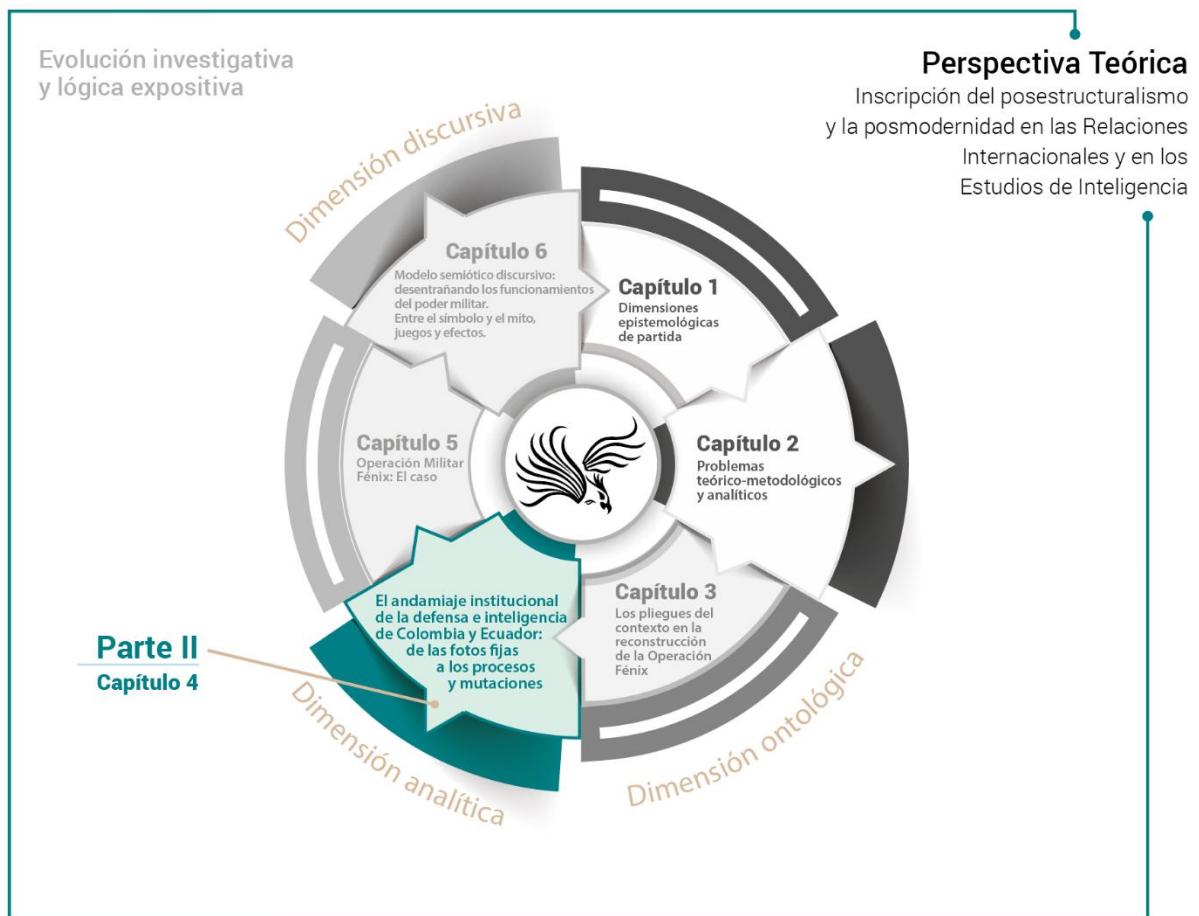 Evolución investigativa
y lógica expositiva
Perspectiva Teórica
Inscripción del posestructuralismo
y la posmodernidad en las Relaciones
Internacionales y en los
Estudios de Inteligencia
Dimensión discursiva
Capítulo 6
Modelo semiótico discursivo:
desentrañando los funcionamientos
del poder militar.
Entre el símbolo y el mito,
juegos y efectos.
Capítulo 1
Dimensiones
epistemológicas
de partida
Capítulo 5
Operación Militar
Fénix: El caso
Capítulo 2
Problemas
teórico-metodológicos
y analíticos
El andamiaje institucional
de la defensa e inteligencia
de Colombia y Ecuador:
de las fotos fijas
a los procesos
y mutaciones
Capítulo 3
Los pliegues del
contexto en la
reconstrucción
de la Operación
Fénix
Parte II
Capítulo 4
Dimensión analítica
Dimensión ontológica